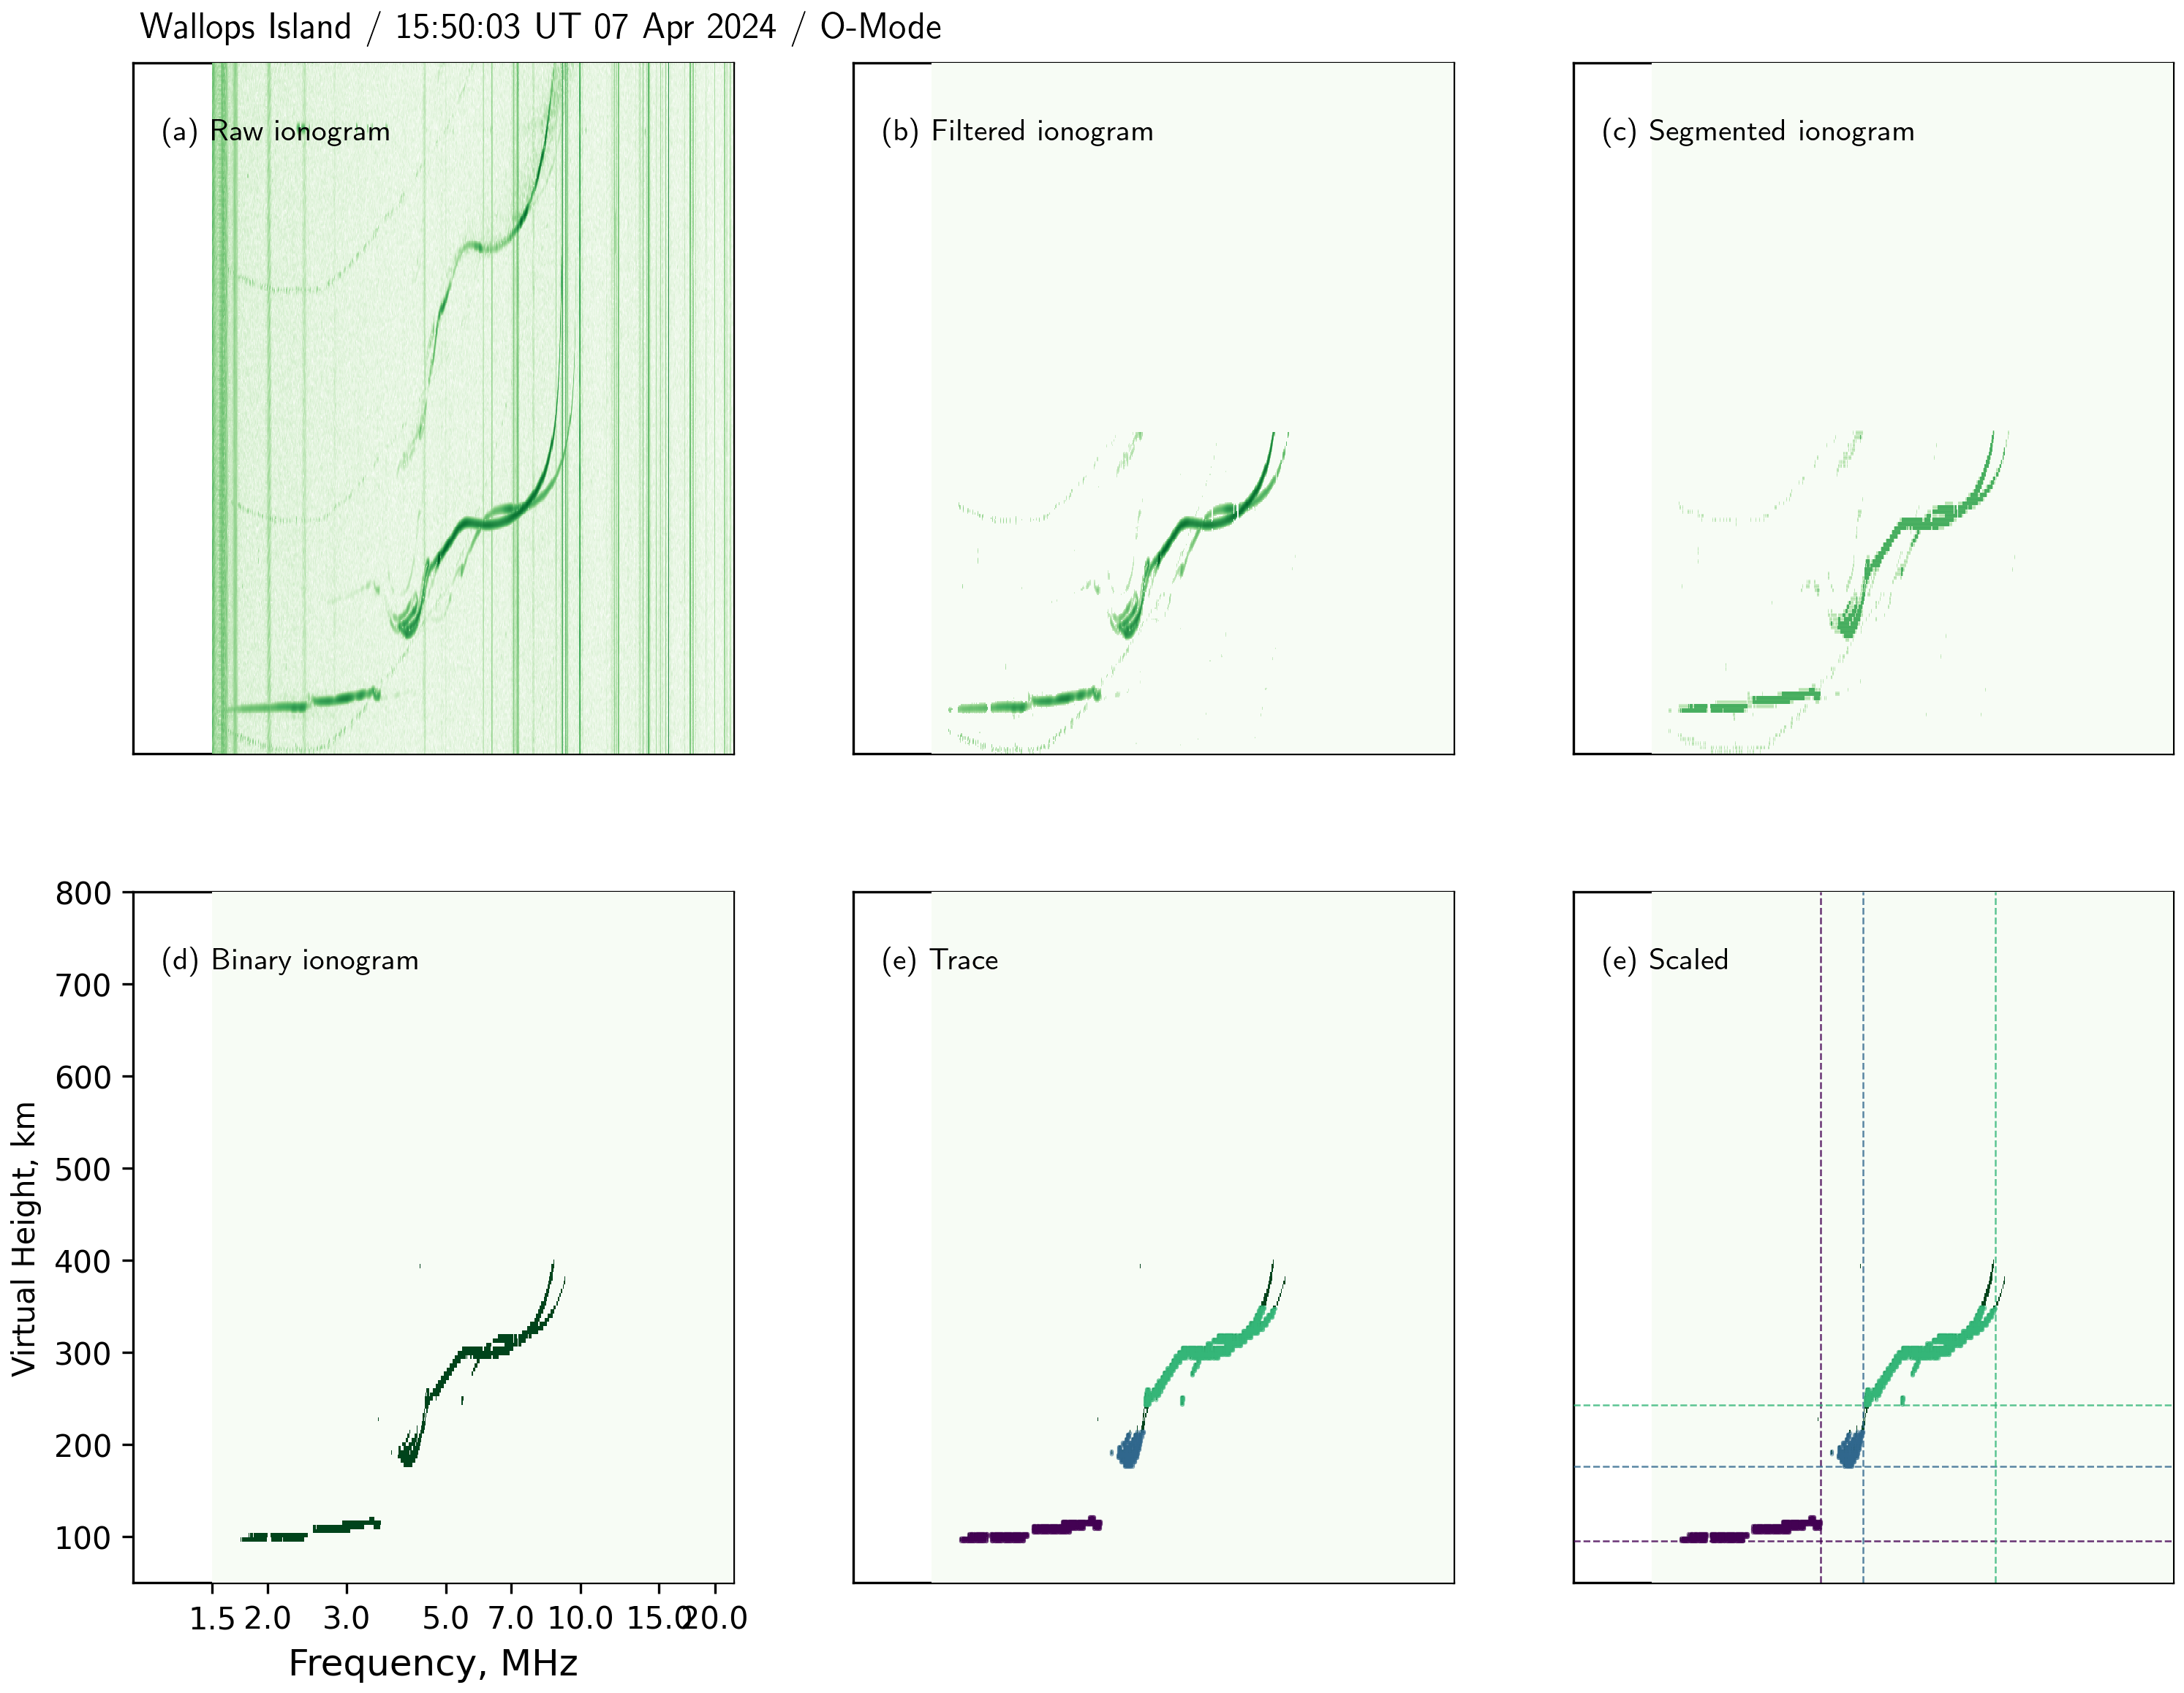 Wallops Island / 15:50:03 UT 07 Apr 2024 / O-Mode
(a) Raw ionogram
(b) Filtered ionogram
(c) Segmented ionogram
(d) Binary ionogram
(e) Trace
(e) Scaled
800
700
600
500
400
300
200
100
Virtual Height, km
1.5 2.0 3.0 5.0 7.0 10.0 15.0 20.0
Frequency, MHz